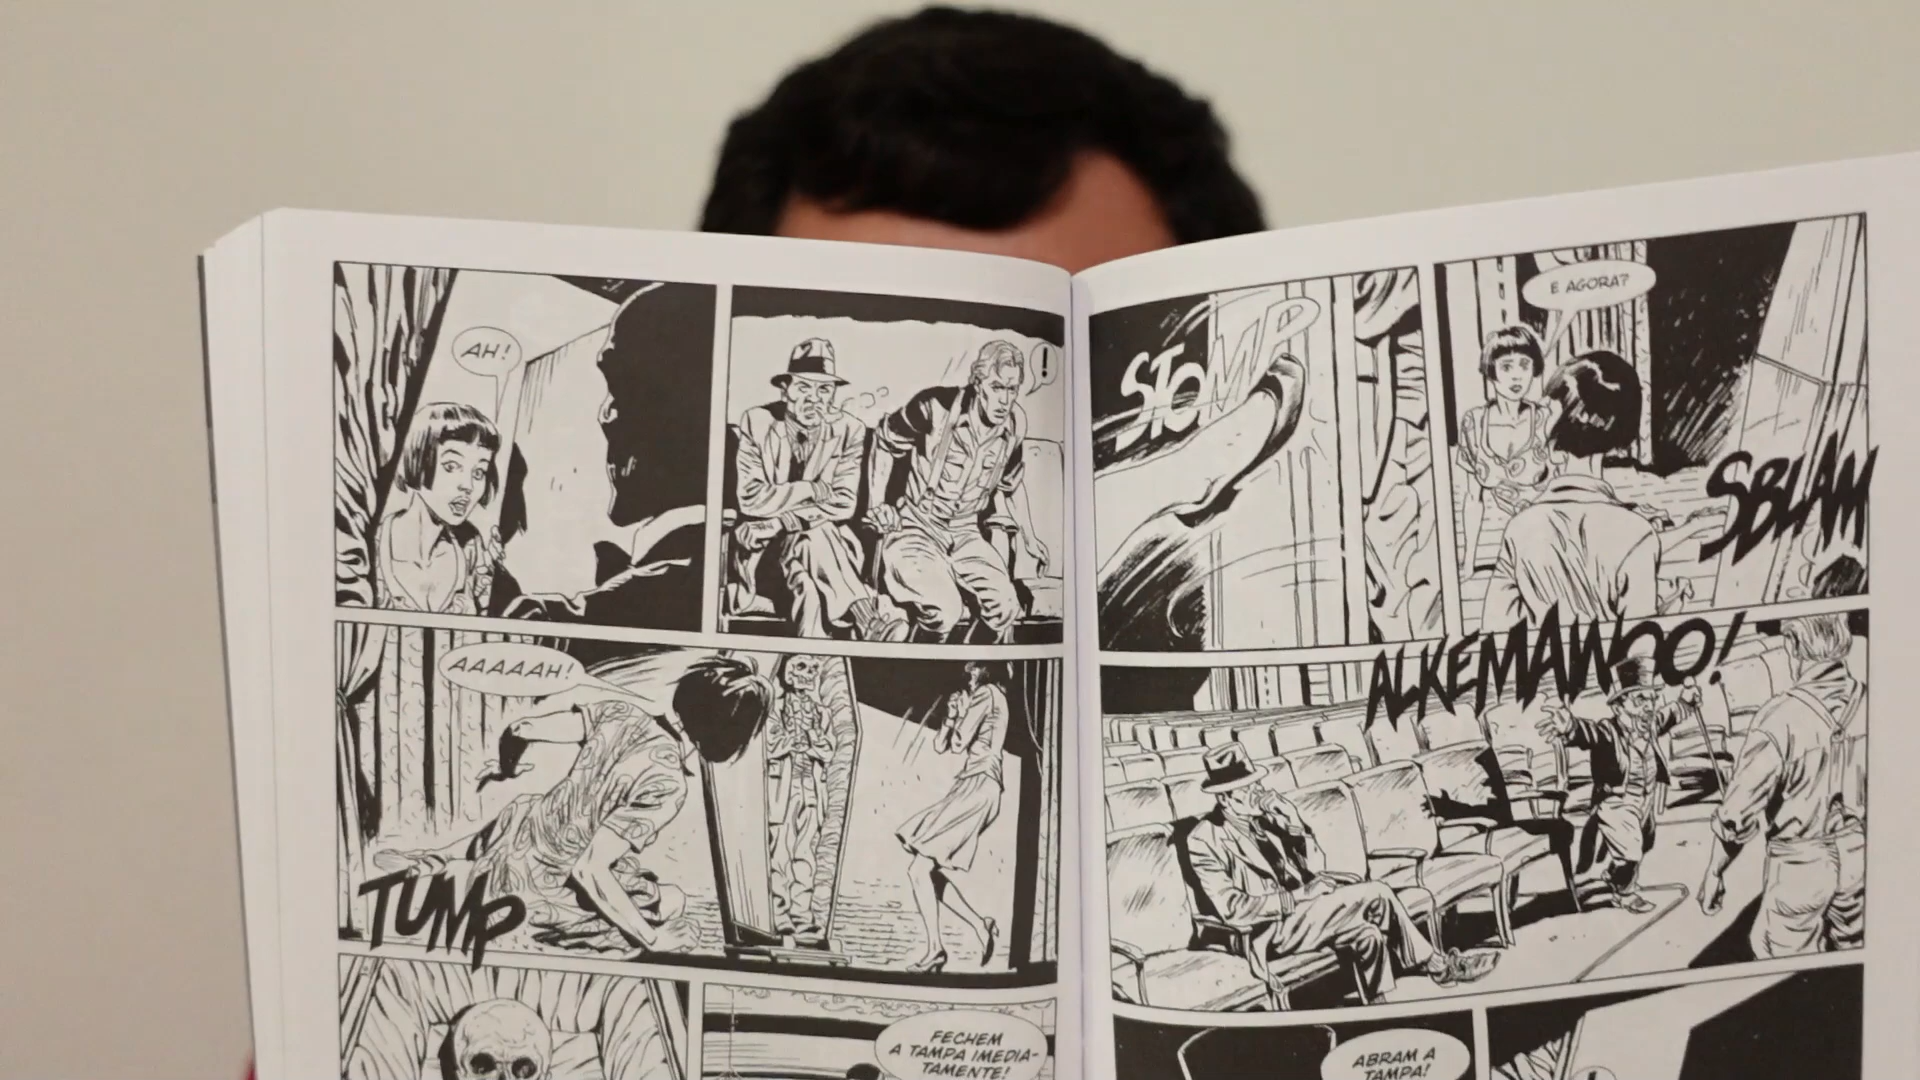 AH!
!
AAAAAH!
TUMP
FECHEM
A TAMPA IMEDIA-
TAMENTE!
STOMP
E AGORA?
SBLAM
ALKEMAWOO!
ABRAM A
TAMPA!